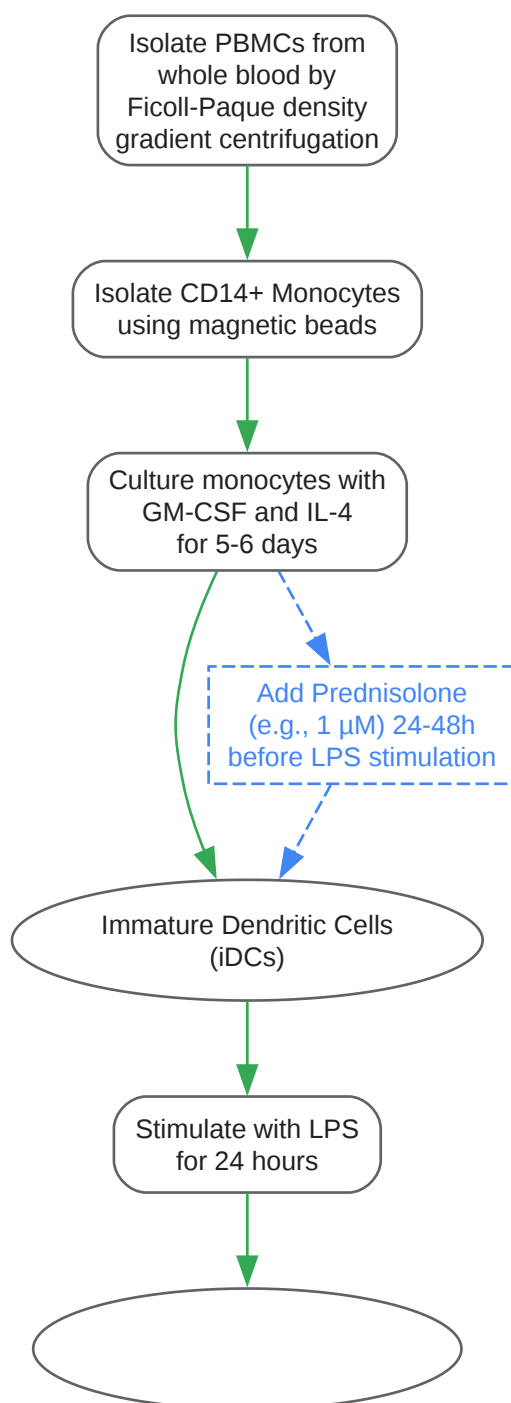 Isolate PBMCs from
whole blood by
Ficoll-Paque density
gradient centrifugation
Isolate CD14+ Monocytes
using magnetic beads
Culture monocytes with
GM-CSF and IL-4
for 5-6 days
Add Prednisolone
(e.g., 1 µM) 24-48h
before LPS stimulation
Immature Dendritic Cells
(iDCs)
Stimulate with LPS
for 24 hours